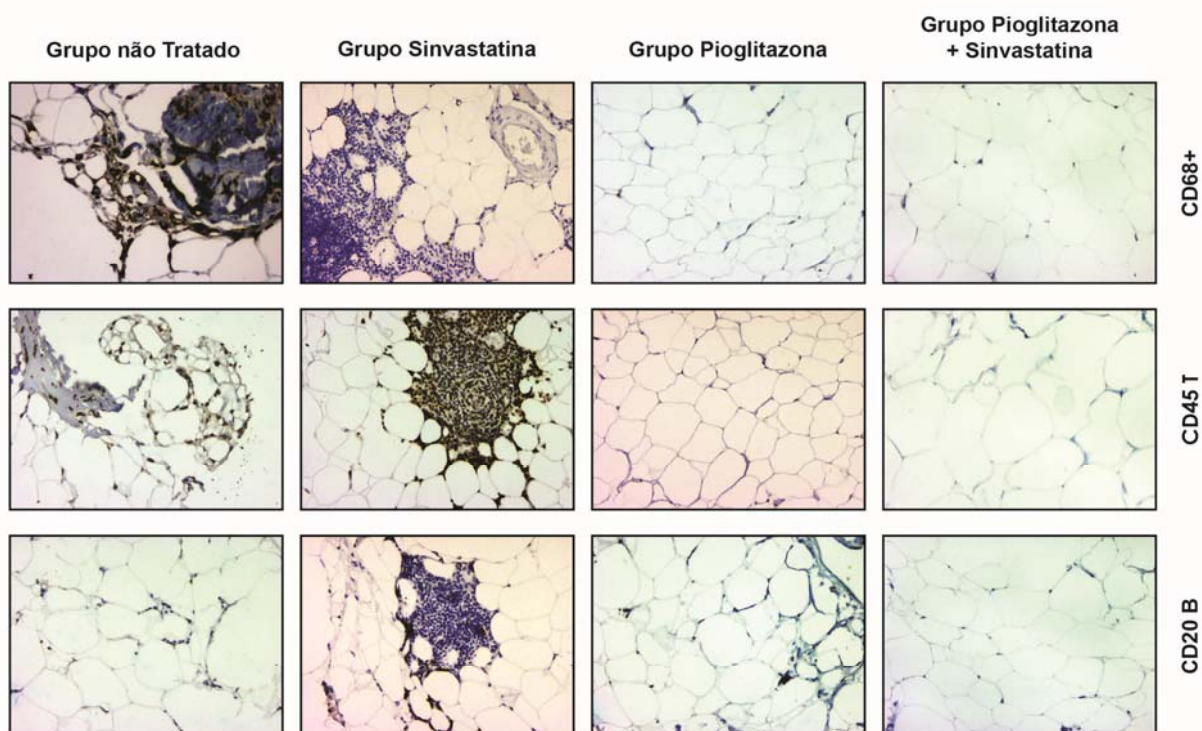 Grupo não Tratado
Grupo Sinvastatina
Grupo Pioglitazona
Grupo Pioglitazona
+ Sinvastatina
CD68+
CD45 T
CD20 B